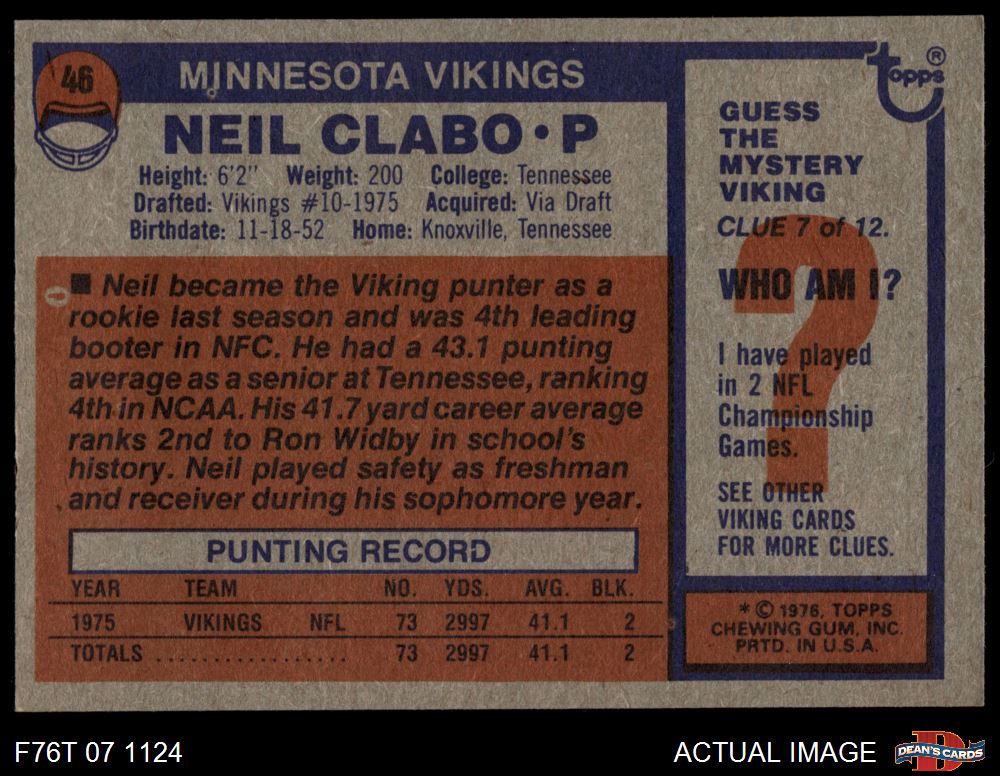 46
MINNESOTA VIKINGS
NEIL CLABO • P
Height: 6'2" Weight: 200 College: Tennessee
Drafted: Vikings #10-1975 Acquired: Via Draft
Birthdate: 11-18-52 Home: Knoxville, Tennessee
■ Neil became the Viking punter as a
rookie last season and was 4th leading
booter in NFC. He had a 43.1 punting
average as a senior at Tennessee, ranking
4th in NCAA. His 41.7 yard career average
ranks 2nd to Ron Widby in school's
history. Neil played safety as freshman
and receiver during his sophomore year.
PUNTING RECORD
YEAR TEAM NO. YDS. AVG. BLK.
1975 VIKINGS NFL 73 2997 41.1 2
TOTALS .................. 73 2997 41.1 2
topps ®
GUESS
THE
MYSTERY
VIKING
CLUE 7 of 12.
?
WHO AM I?
I have played
in 2 NFL
Championship
Games.
SEE OTHER
VIKING CARDS
FOR MORE CLUES.
* © 1976, TOPPS
CHEWING GUM, INC.
PRTD. IN U.S.A.
F76T 07 1124
ACTUAL IMAGE
D
DEAN'S CARDS